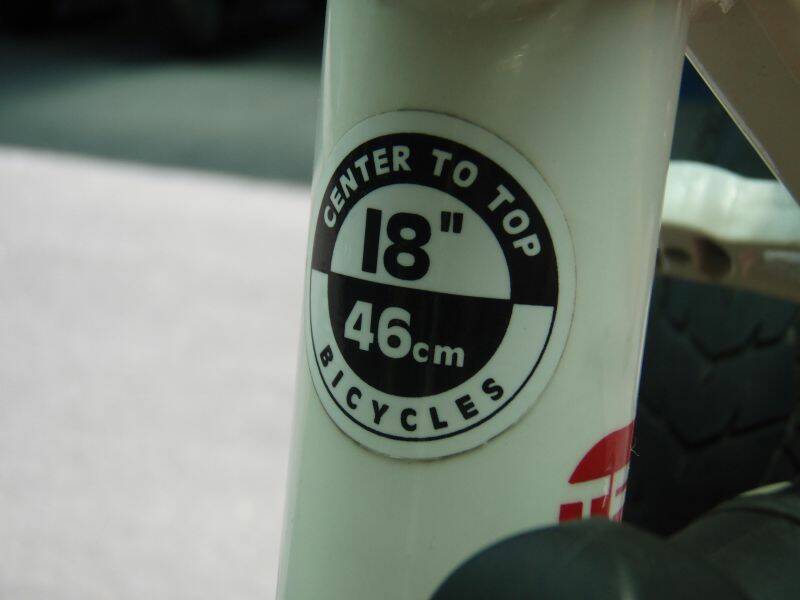 CENTER TO TOP
18"
46cm
BICYCLES